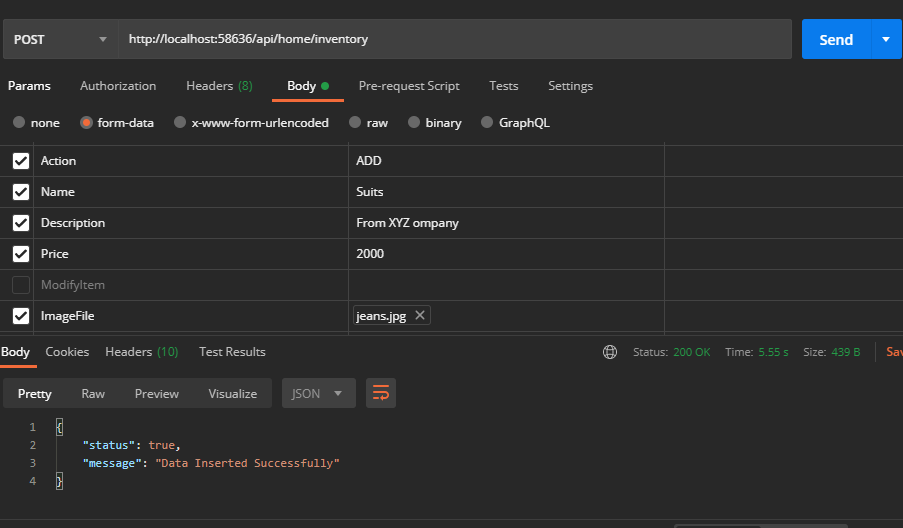 POST http://localhost:58636/api/home/inventory Send
Params Authorization Headers (8) Body Pre-request Script Tests Settings
none form-data x-www-form-urlencoded raw binary GraphQL
Action ADD
Name Suits
Description From XYZ ompany
Price 2000
ModifyItem
ImageFile jeans.jpg
Body Cookies Headers (10) Test Results Status: 200 OK Time: 5.55 s Size: 439 B Sav
Pretty Raw Preview Visualize JSON
1 {
2 "status": true,
3 "message": "Data Inserted Successfully"
4 }